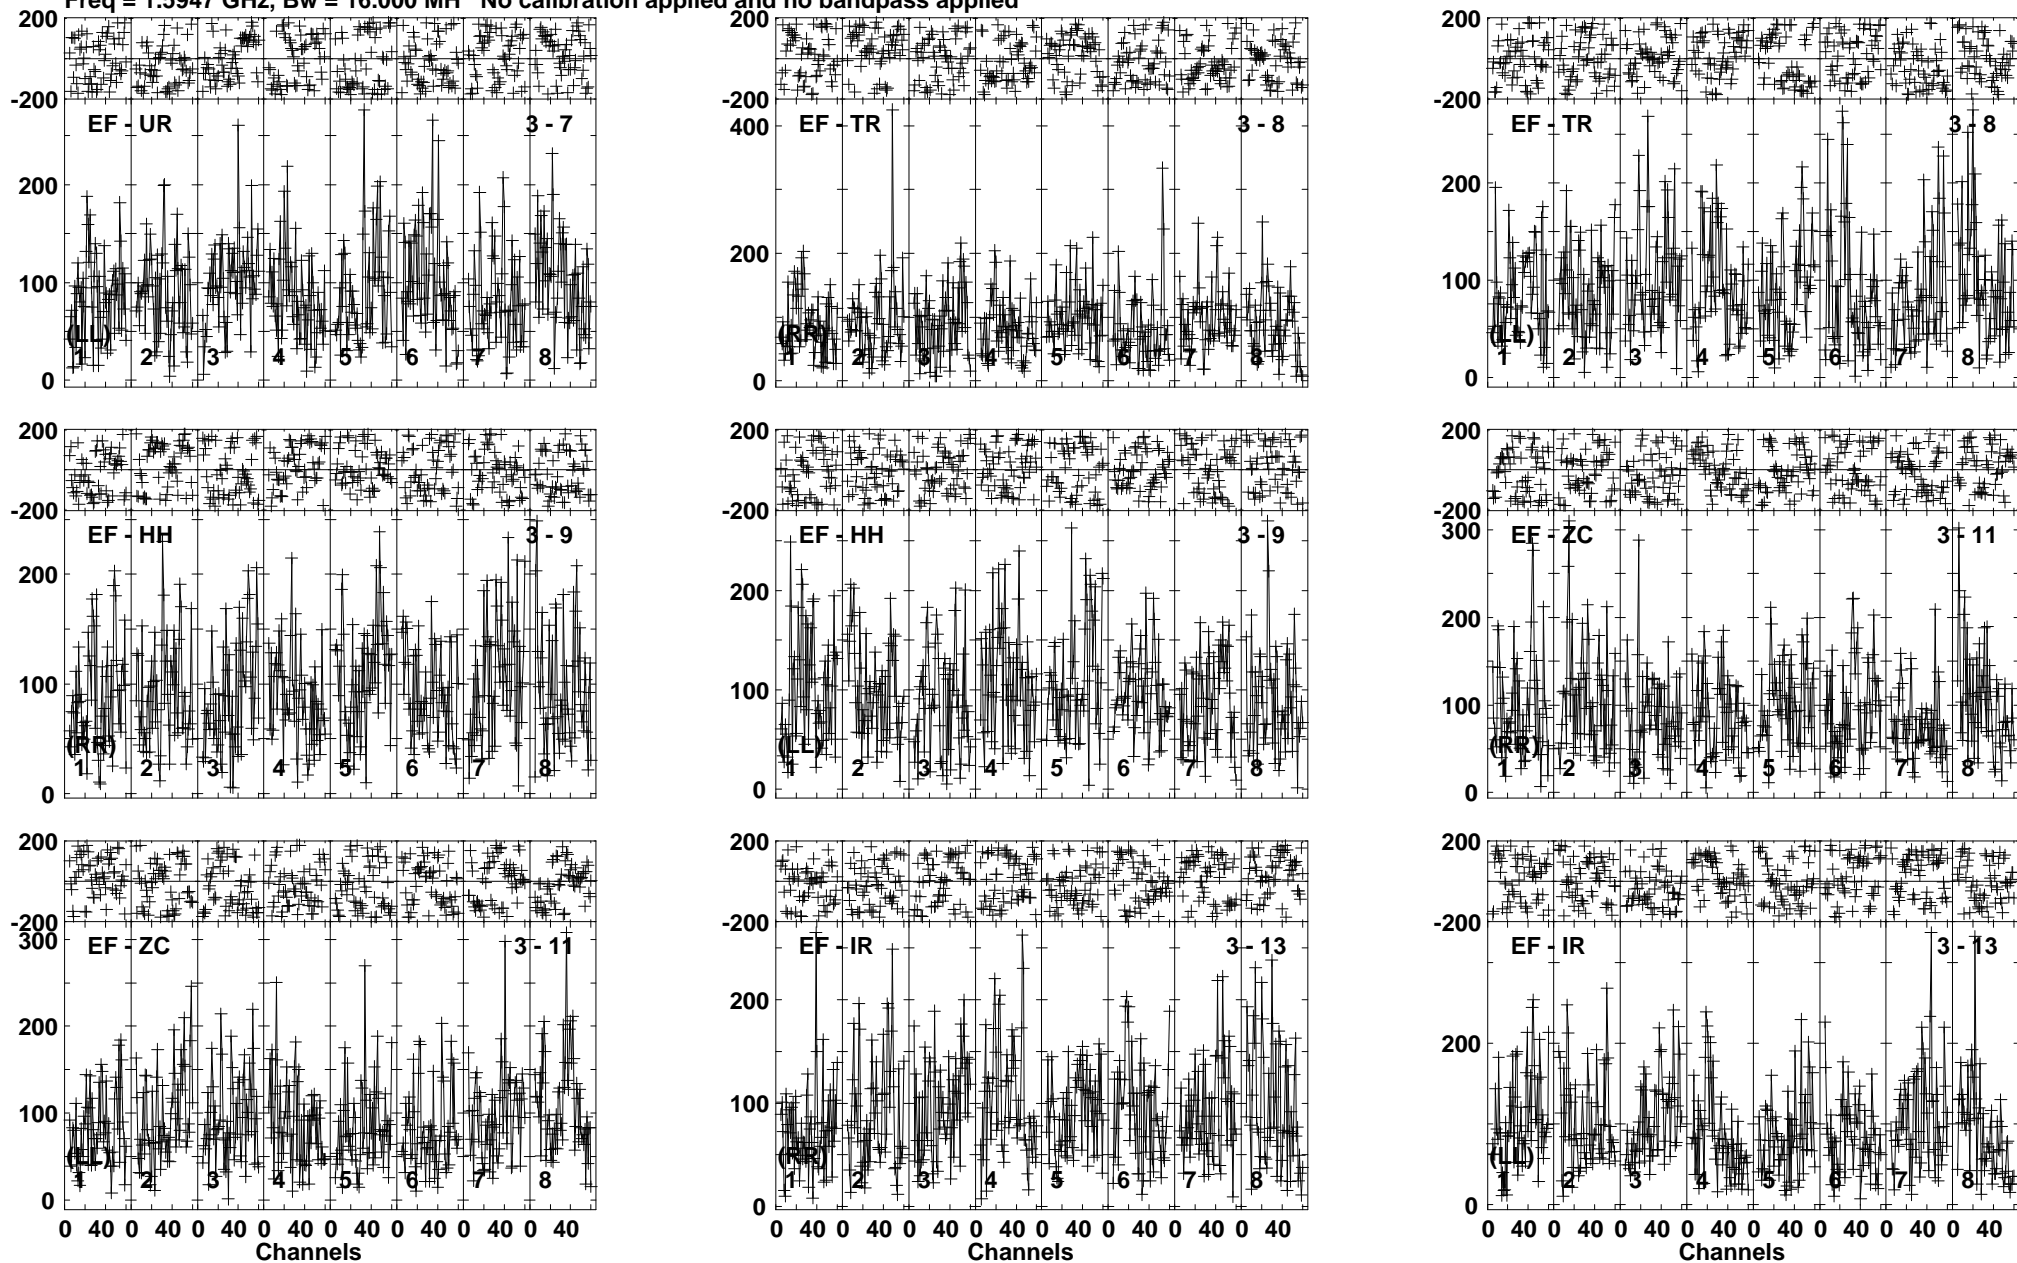 Freq = 1.5947 GHz, Bw = 16.000 MH No calibration applied and no bandpass applied
200 200 200
-200 -200 -200
EF - UR 3 - 7 EF - TR 3 - 8 EF - TR 3 - 8
400
200 200 200
100 100
(LL) (RR) (LL)
1 2 3 4 5 6 7 8 1 2 3 4 5 6 7 8 1 2 3 4 5 6 7 8
0 0 0
200 200 200
-200 -200 -200
EF - HH 3 - 9 EF - HH 3 - 9 EF - ZC 3 - 11
300
200 200 200
100 100 100
(RR) (LL) (RR)
1 2 3 4 5 6 7 8 1 2 3 4 5 6 7 8 1 2 3 4 5 6 7 8
0 0 0
200 200 200
-200 -200 -200
EF - ZC 3 - 11 EF - IR 3 - 13 EF - IR 3 - 13
300
200 200 200
100 100 100
(LL) (RR) (LL)
1 2 3 4 5 6 7 8 1 2 3 4 5 6 7 8 1 2 3 4 5 6 7 8
0 0 0
0 40 0 40 0 40 0 40 0 40 0 40 0 40 0 40 0 40 0 40 0 40 0 40 0 40 0 40 0 40 0 40 0 40 0 40 0 40 0 40 0 40 0 40 0 40 0 40
Channels Channels